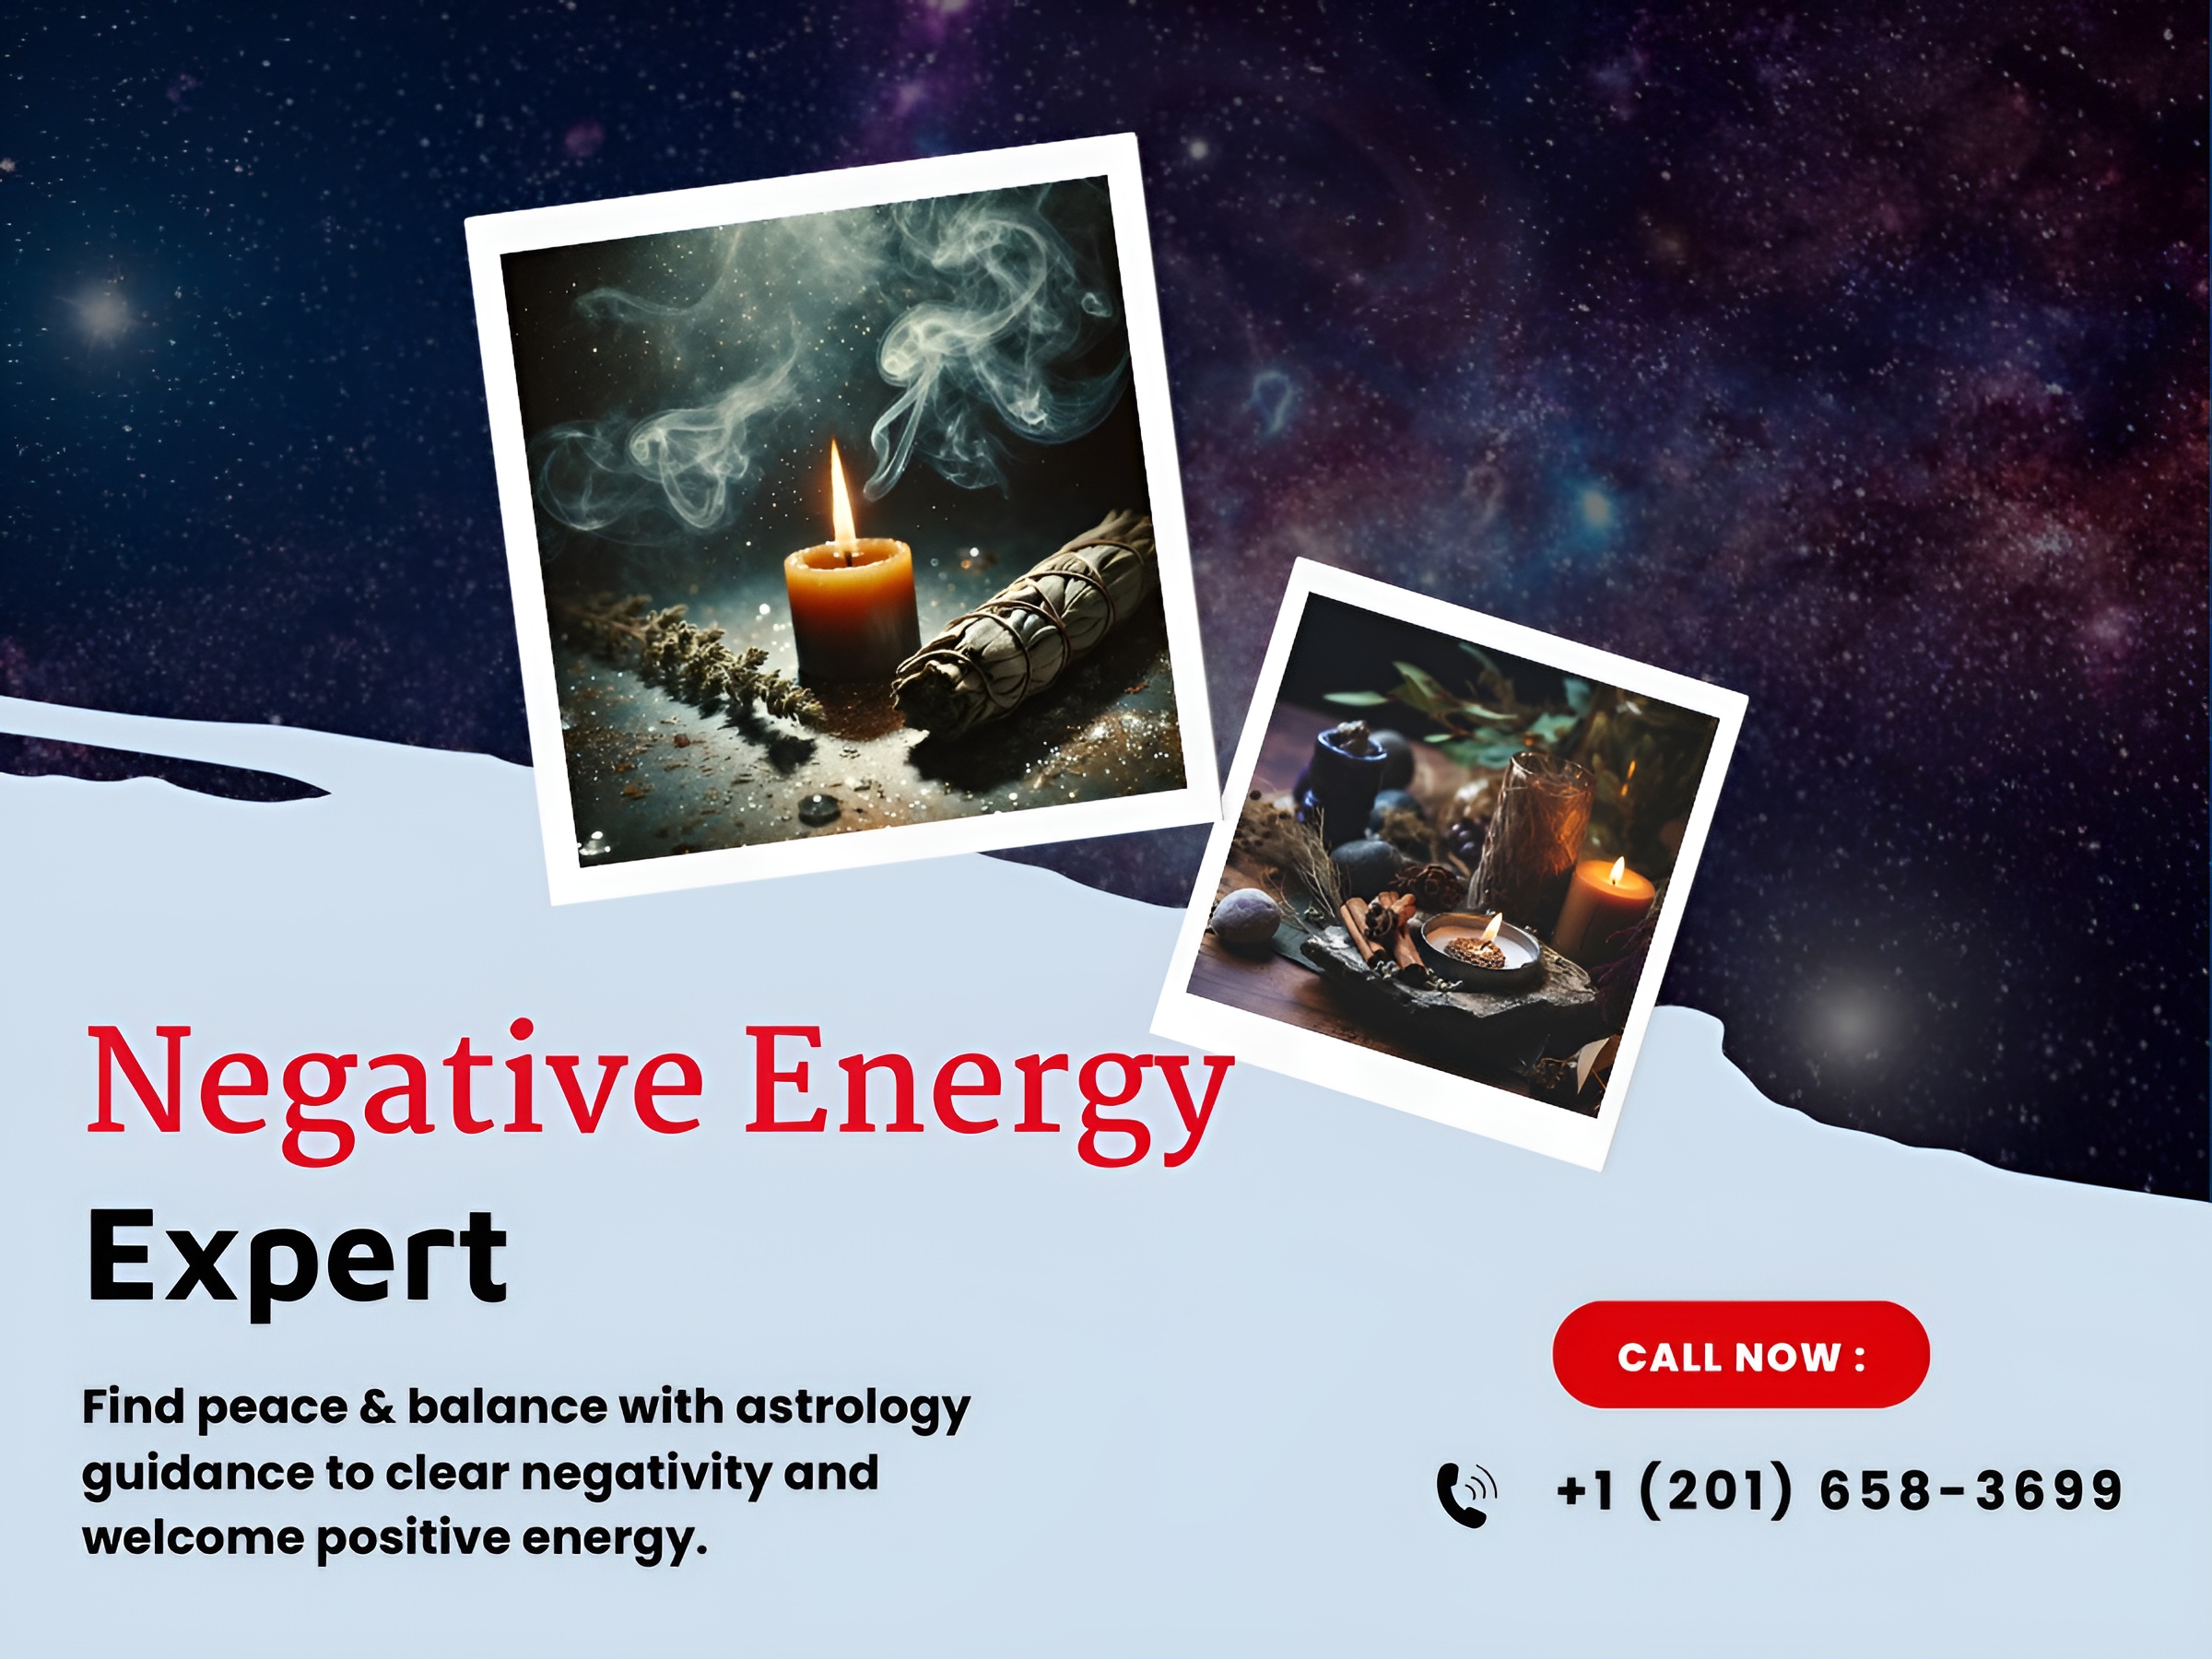 Negative Energy
Expert
Find peace & balance with astrology
guidance to clear negativity and
welcome positive energy.
CALL NOW :
+1 (201) 658-3699